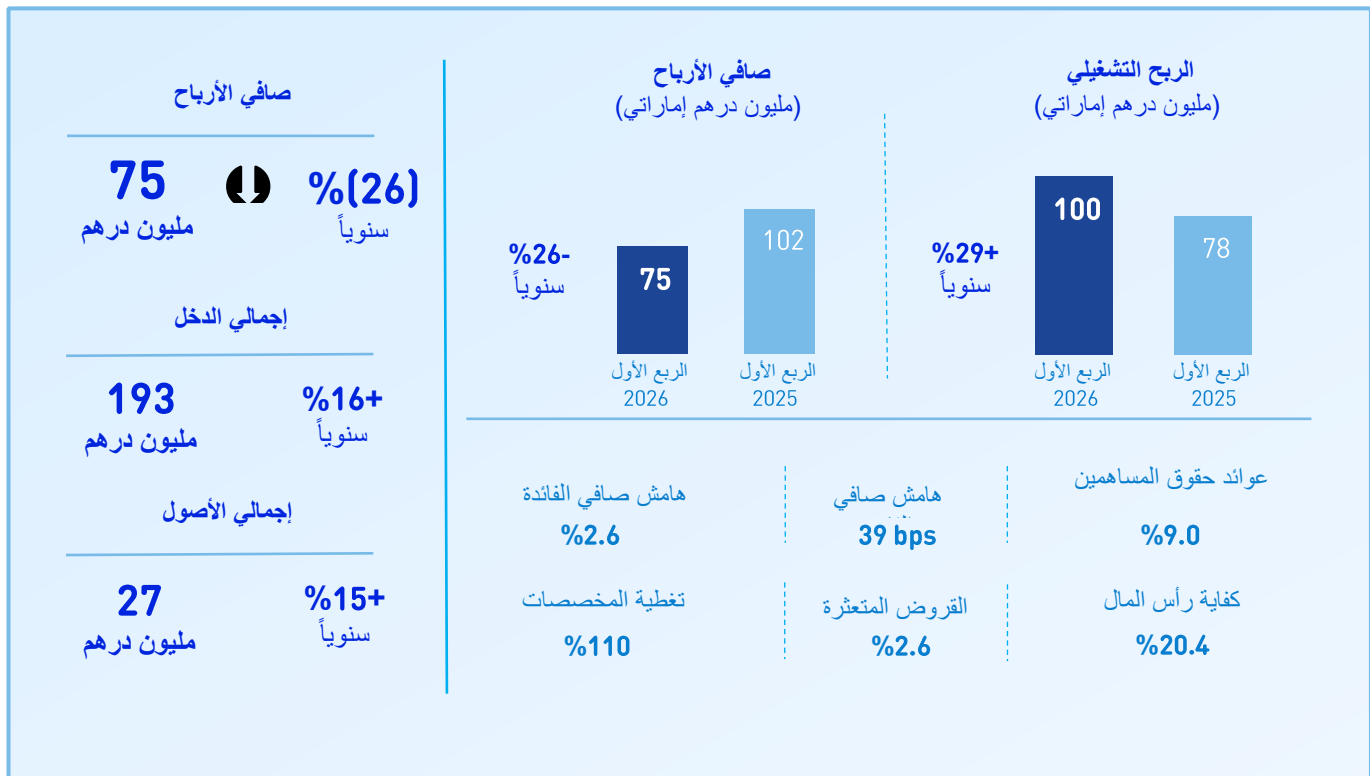 الربح التشغيلي
(مليون درهم إماراتي)
78
100
%29+
سنوياً
الربع الأول
2025
الربع الأول
2026
صافي الأرباح
(مليون درهم إماراتي)
102
75
%26-
سنوياً
الربع الأول
2025
الربع الأول
2026
عوائد حقوق المساهمين
%9.0
هامش صافي
39 bps
هامش صافي الفائدة
%2.6
كفاية رأس المال
%20.4
القروض المتعثرة
%2.6
تغطية المخصصات
%110
صافي الأرباح
%(26)
سنوياً
75
مليون درهم
إجمالي الدخل
%16+
سنوياً
193
مليون درهم
إجمالي الأصول
%15+
سنوياً
27
مليون درهم